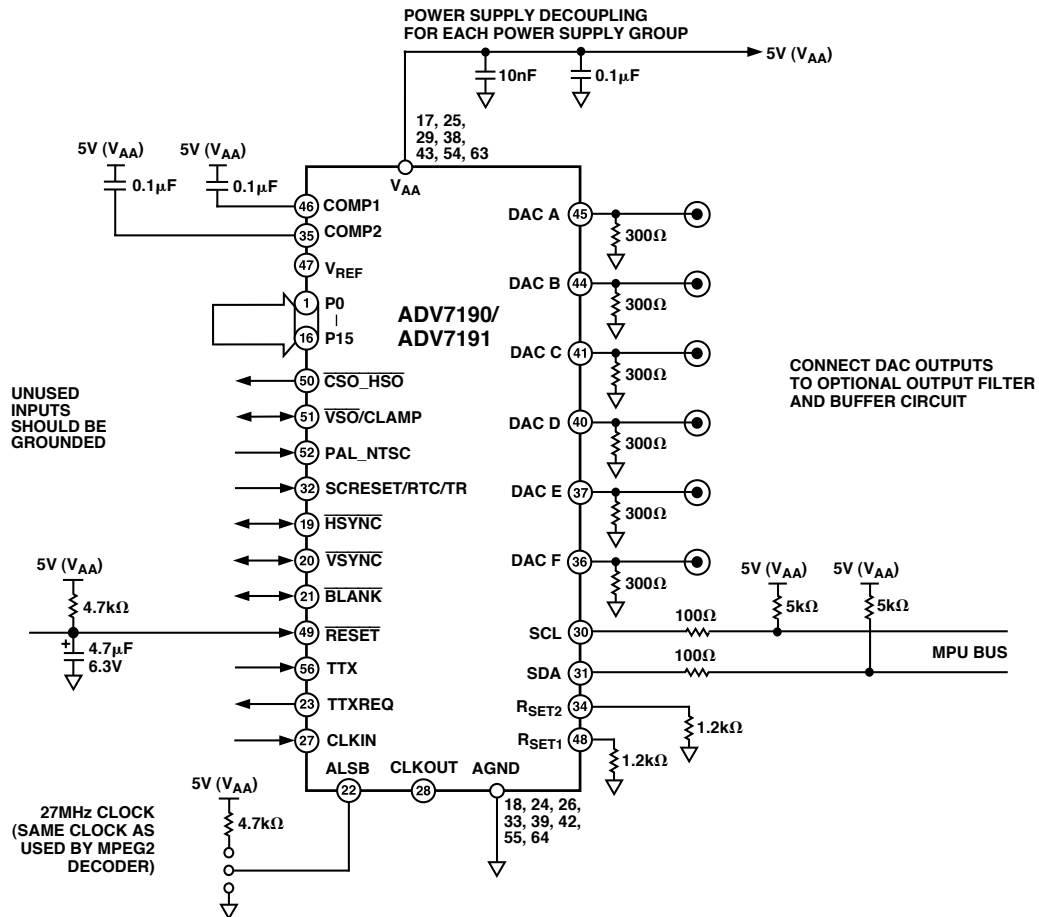 POWER SUPPLY DECOUPLING
FOR EACH POWER SUPPLY GROUP
5V (VAA)
10nF
0.1μF
17, 25,
29, 38,
43, 54, 63
VAA
5V (VAA)
5V (VAA)
0.1μF
0.1μF
46 COMP1
35 COMP2
47 VREF
1 P0
16 P15
ADV7190/
ADV7191
50 CSO_HSO
51 VSO/CLAMP
52 PAL_NTSC
32 SCRESET/RTC/TR
19 HSYNC
20 VSYNC
21 BLANK
49 RESET
56 TTX
23 TTXREQ
27 CLKIN
UNUSED
INPUTS
SHOULD BE
GROUNDED
5V (VAA)
4.7kΩ
+
4.7μF
6.3V
DAC A 45
300Ω
DAC B 44
300Ω
DAC C 41
300Ω
DAC D 40
300Ω
DAC E 37
300Ω
DAC F 36
300Ω
CONNECT DAC OUTPUTS
TO OPTIONAL OUTPUT FILTER
AND BUFFER CIRCUIT
5V (VAA)
5V (VAA)
5kΩ
5kΩ
SCL 30
100Ω
SDA 31
100Ω
MPU BUS
RSET2 34
1.2kΩ
RSET1 48
1.2kΩ
ALSB
22
CLKOUT
28
AGND
18, 24, 26,
33, 39, 42,
55, 64
5V (VAA)
4.7kΩ
27MHz CLOCK
(SAME CLOCK AS
USED BY MPEG2
DECODER)